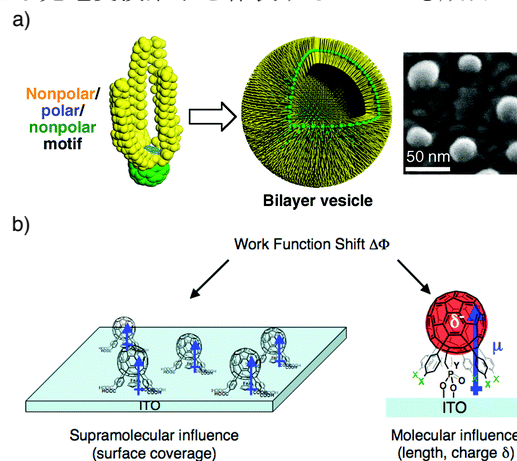 a)
Nonpolar/
polar/
nonpolar
motif
Bilayer vesicle
50 nm
b)
Work Function Shift ΔΦ
δ-
μ
Y
X
X
X
X
P
O
O
O
ITO
ITO
Supramolecular influence
(surface coverage)
Molecular influence
(length, charge δ)